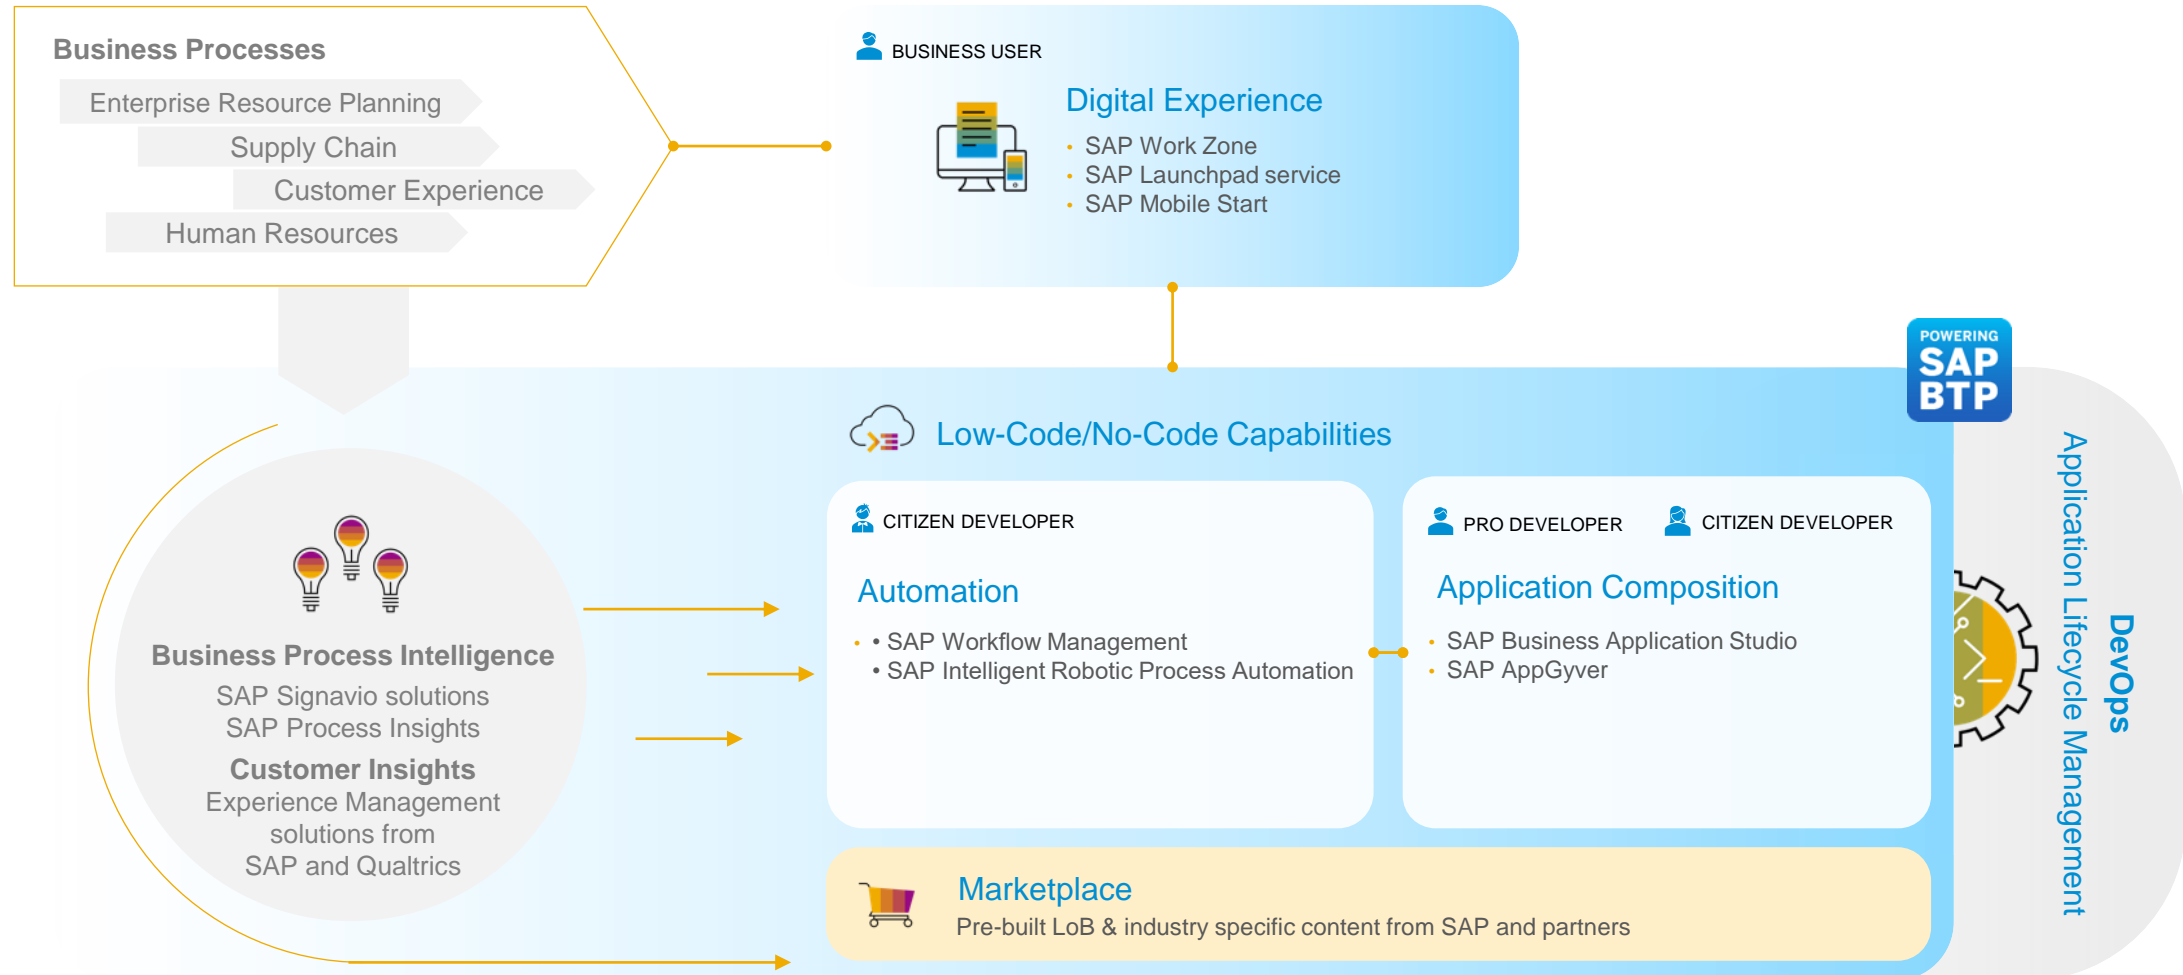 Business Processes
Enterprise Resource Planning
Supply Chain
Customer Experience
Human Resources
BUSINESS USER
Digital Experience
• SAP Work Zone
• SAP Launchpad service
• SAP Mobile Start
POWERING
SAP
BTP
Low-Code/No-Code Capabilities
CITIZEN DEVELOPER
Automation
• • SAP Workflow Management
• SAP Intelligent Robotic Process Automation
PRO DEVELOPER
CITIZEN DEVELOPER
Application Composition
• SAP Business Application Studio
• SAP AppGyver
Business Process Intelligence
SAP Signavio solutions
SAP Process Insights
Customer Insights
Experience Management
solutions from
SAP and Qualtrics
Marketplace
Pre-built LoB & industry specific content from SAP and partners
DevOps
Application Lifecycle Management